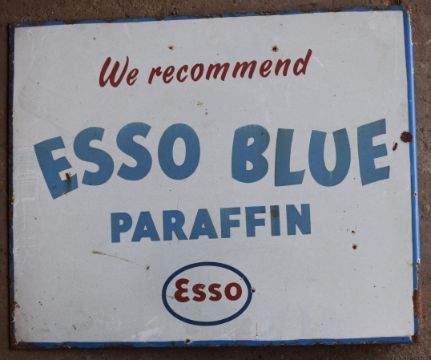 We recommend
ESSO BLUE
PARAFFIN
Esso